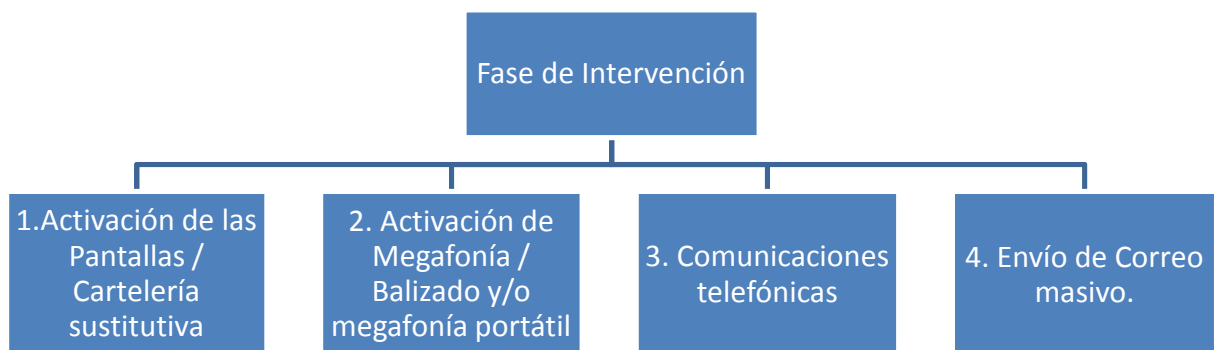 Fase de Intervención
1.Activación de las
Pantallas /
Cartelería
sustitutiva
2. Activación de
Megafonía /
Balizado y/o
megafonía portátil
3. Comunicaciones
telefónicas
4. Envío de Correo
masivo.